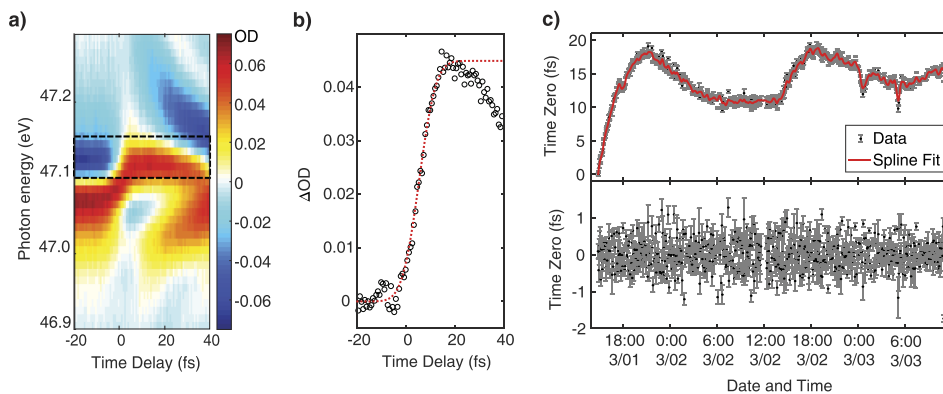 a)
OD
0.06
0.04
0.02
0
-0.02
-0.04
-0.06
47.2
47.1
47.0
46.9
Photon energy (eV)
-20 0 20 40
Time Delay (fs)
b)
0.04
0.03
0.02
0.01
0
ΔOD
-20 0 20 40
Time Delay (fs)
c)
20
15
10
5
0
Time Zero (fs)
Data
Spline Fit
1
0
-1
-2
Time Zero (fs)
18:00 0:00 6:00 12:00 18:00 0:00 6:00
3/01 3/02 3/02 3/02 3/02 3/03 3/03
Date and Time